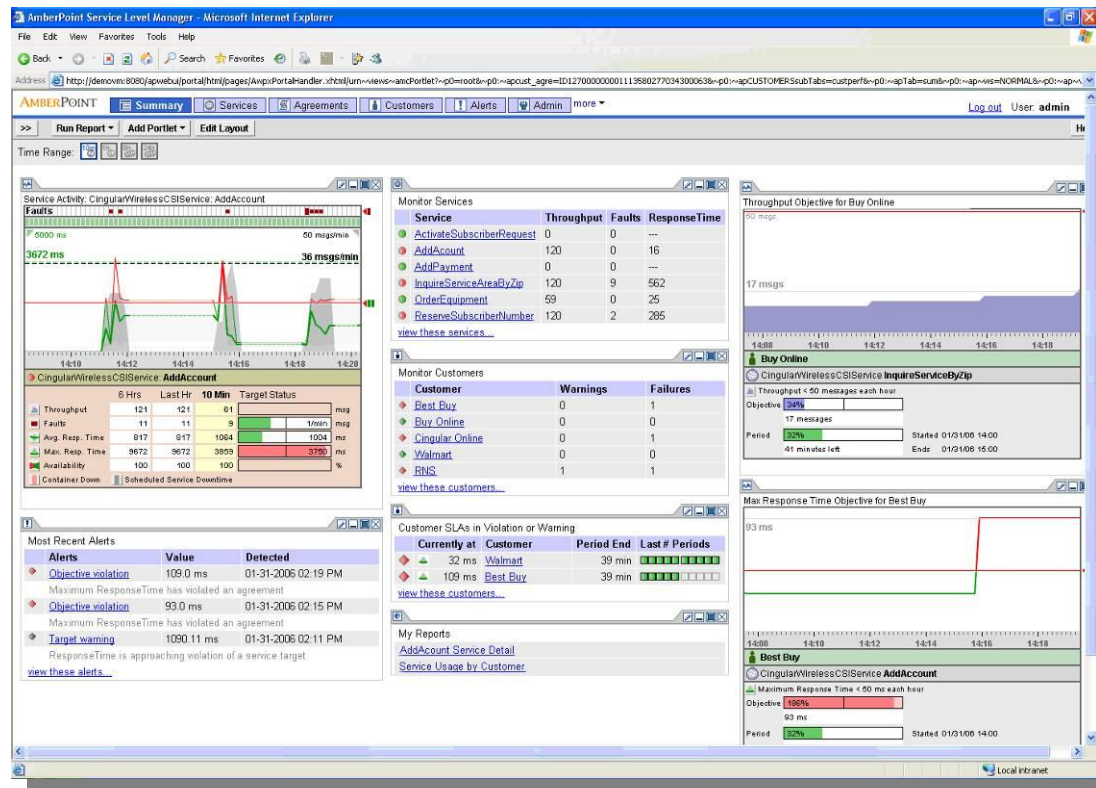 AmberPoint Service Level Manager - Microsoft Internet Explorer
File Edit View Favorites Tools Help
Back Search Favorites
Address http://demovm:8080/apwebui/portal/html/pages/
AMBERPOINT Summary Services Agreements Customers Alerts Admin more Log out User: admin
>> Run Report Add Portlet Edit Layout
Time Range:
Service Activity: CingularWirelessCSIService: AddAccount
Faults
5000 ms 50 msgs/min
3672 ms 36 msgs/min
14:10 14:12 14:14 14:16 14:18 14:20
CingularWirelessCSIService: AddAccount
6 Hrs Last Hr 10 Min Target Status
Throughput 121 121 61 msg
Faults 11 11 9 1/min msg
Avg. Resp. Time 817 817 1064 1004 ms
Max. Resp. Time 9672 9672 3859 3750 ms
Availability 100 100 100 %
Container Down Scheduled Service Downtime
Most Recent Alerts
Alerts Value Detected
Objective violation 109.0 ms 01-31-2006 02:19 PM
Maximum ResponseTime has violated an agreement
Objective violation 93.0 ms 01-31-2006 02:15 PM
Maximum ResponseTime has violated an agreement
Target warning 1090.11 ms 01-31-2006 02:11 PM
ResponseTime is approaching violation of a service target
view these alerts...
Monitor Services
Service Throughput Faults ResponseTime
ActivateSubscriberRequest 0 0 ---
AddAcount 120 0 16
AddPayment 0 0 ---
InquireServiceAreaByZip 120 9 562
OrderEquipment 59 0 25
ReserveSubscriberNumber 120 2 285
view these services...
Monitor Customers
Customer Warnings Failures
Best Buy 0 1
Buy Online 0 0
Cingular Online 0 1
Walmart 0 0
RNS 1 1
view these customers...
Customer SLAs in Violation or Warning
Currently at Customer Period End Last # Periods
32 ms Walmart 39 min
109 ms Best Buy 39 min
view these customers...
My Reports
AddAccount Service Detail
Service Usage by Customer
Throughput Objective for Buy Online
50 msgs
17 msgs
14:08 14:10 14:12 14:14 14:16 14:18
Buy Online
CingularWirelessCSIService InquireServiceByZip
Throughput < 50 messages each hour
Objective 34%
17 messages
Period 32% Started 01/31/06 14:00
41 minutes left Ends 01/31/06 15:00
Max Response Time Objective for Best Buy
93 ms
14:08 14:10 14:12 14:14 14:16 14:18
Best Buy
CingularWirelessCSIService AddAccount
Maximum Response Time < 50 ms each hour
Objective 186%
93 ms
Period 32% Started 01/31/06 14:00
Local intranet